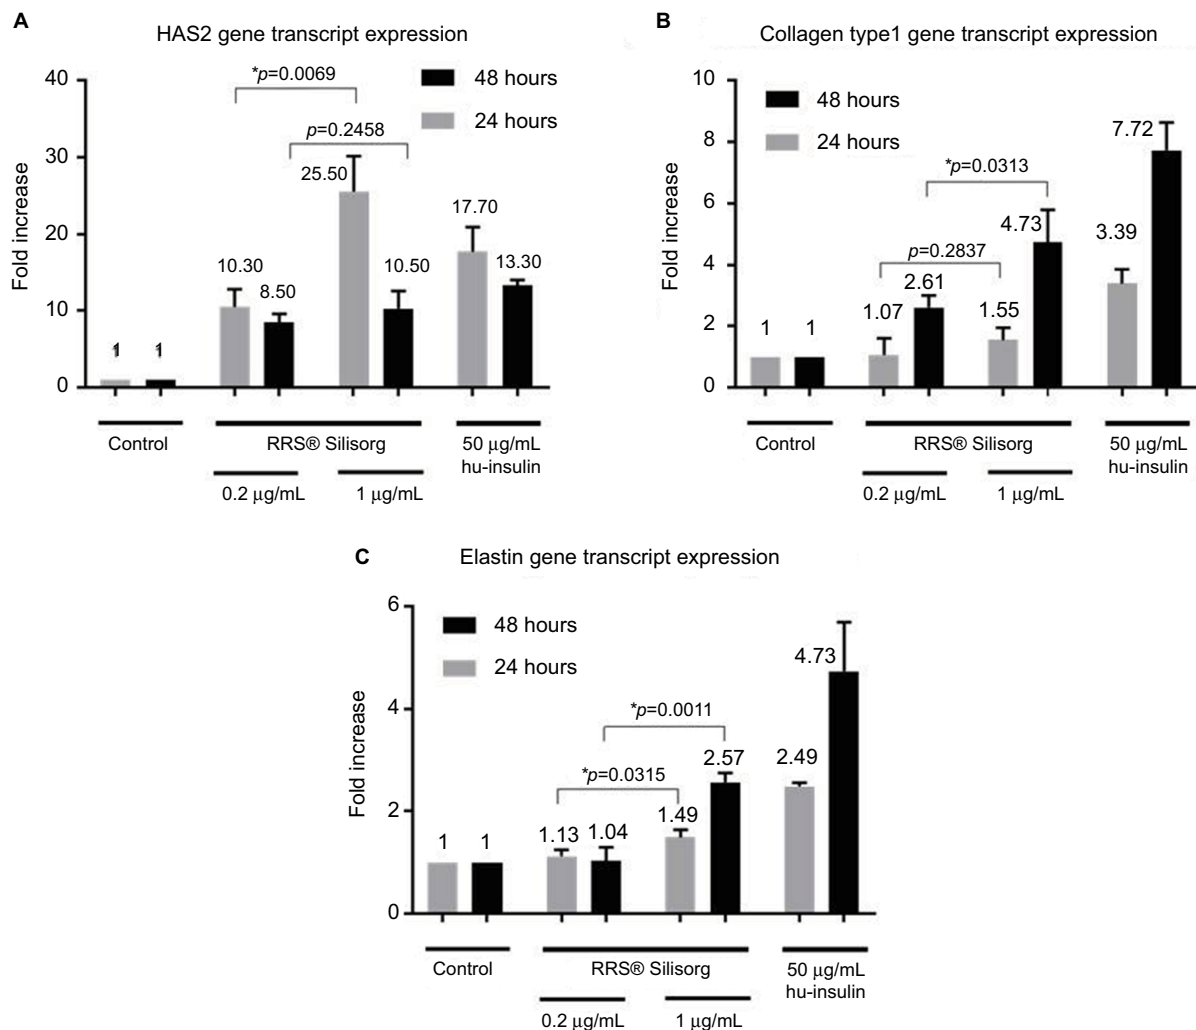 A
HAS2 gene transcript expression
*p=0.0069
48 hours
24 hours
p=0.2458
Fold increase
40
30
20
10
0
1
1
10.30
8.50
25.50
10.50
17.70
13.30
Control
RRS® Silisorg
50 µg/mL
hu-insulin
0.2 µg/mL
1 µg/mL
B
Collagen type1 gene transcript expression
48 hours
24 hours
*p=0.0313
p=0.2837
Fold increase
10
8
6
4
2
0
1
1
1.07
2.61
1.55
4.73
3.39
7.72
Control
RRS® Silisorg
50 µg/mL
hu-insulin
0.2 µg/mL
1 µg/mL
C
Elastin gene transcript expression
48 hours
24 hours
*p=0.0011
*p=0.0315
Fold increase
6
4
2
0
1
1
1.13
1.04
1.49
2.57
2.49
4.73
Control
RRS® Silisorg
50 µg/mL
hu-insulin
0.2 µg/mL
1 µg/mL